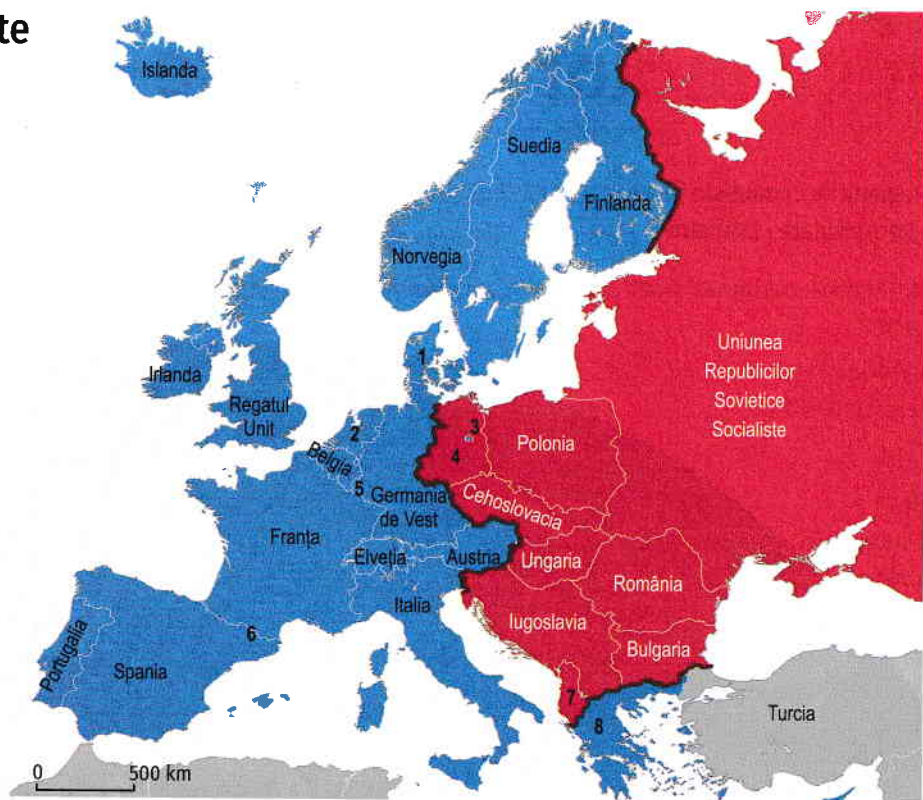 te
Islanda
Suedia
Finlanda
Norvegia
1
Irlanda
Regatul
Unit
Uniunea
Republicilor
Sovietice
Socialiste
2
3
Belgia
4
Polonia
5
Germania
de Vest
Cehoslovacia
Franța
Elveția
Austria
Ungaria
România
Italia
Iugoslavia
6
Bulgaria
Portugalia
Spania
7
8
Turcia
0
500 km